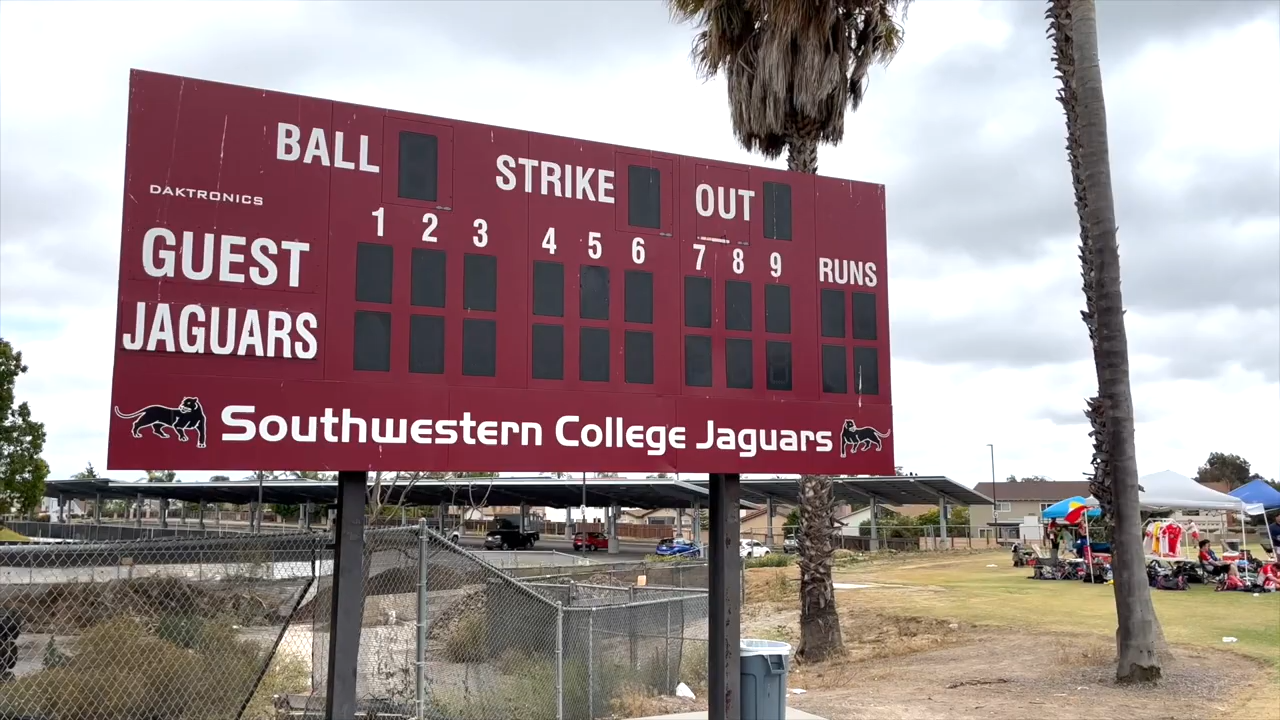 BALL STRIKE OUT
DAKTRONICS
1 2 3 4 5 6 7 8 9 RUNS
GUEST
JAGUARS
Southwestern College Jaguars